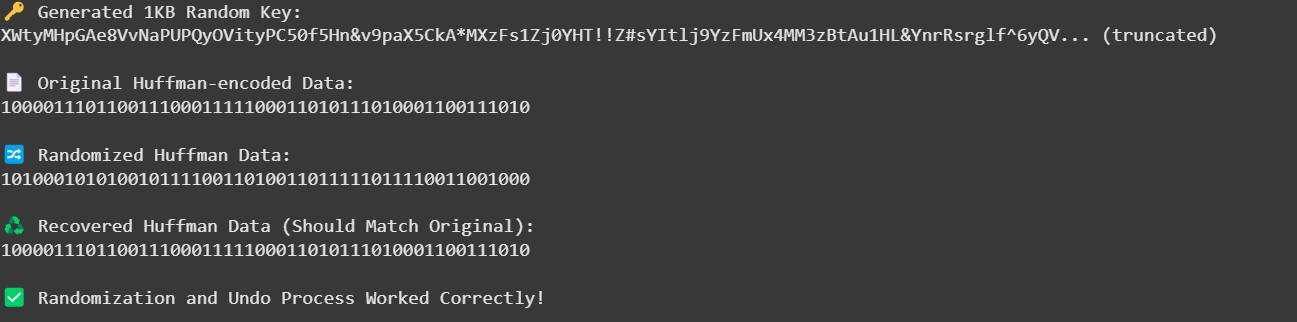 🔑 Generated 1KB Random Key:
XWtyMHpGAe8VvNaPUPQyOVityPC50f5Hn&v9paX5CkA*MXzFs1Zj0YHT!!Z#sYItlj9YzFmUx4MM3zBtAu1HL&YnrRsrglf^6yQV... (truncated)
📄 Original Huffman-encoded Data:
10000111011001110001111100011010111010001100111010
🔀 Randomized Huffman Data:
10100010101001011110011010011011111011110011001000
♻️ Recovered Huffman Data (Should Match Original):
10000111011001110001111100011010111010001100111010
✅ Randomization and Undo Process Worked Correctly!